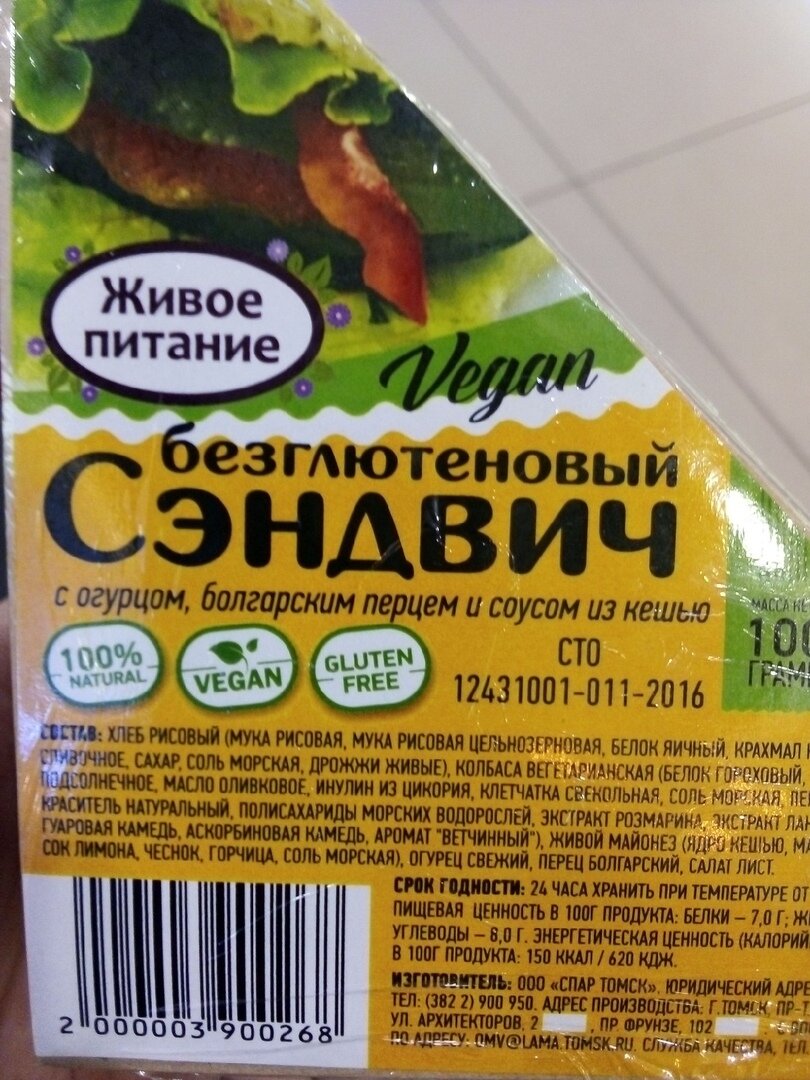 Живое
питание
Vegan
безглютеновый
Сэндвич
с огурцом, болгарским перцем и соусом из кешью
100%
NATURAL
VEGAN
GLUTEN
FREE
СТО
12431001-011-2016
МАССА
ГРАММ
СОСТАВ: ХЛЕБ РИСОВЫЙ (МУКА РИСОВАЯ, МУКА РИСОВАЯ ЦЕЛЬНОЗЕРНОВАЯ, БЕЛОК ЯИЧНЫЙ, КРАХМАЛ
СЛИВОЧНОЕ, САХАР, СОЛЬ МОРСКАЯ, ДРОЖЖИ ЖИВЫЕ), КОЛБАСА ВЕГЕТАРИАНСКАЯ (БЕЛОК ГОРОХОВЫЙ,
ПОДСОЛНЕЧНОЕ, МАСЛО ОЛИВКОВОЕ, ИНУЛИН ИЗ ЦИКОРИЯ, КЛЕТЧАТКА СВЕКОЛЬНАЯ, СОЛЬ МОРСКАЯ,
КРАСИТЕЛЬ НАТУРАЛЬНЫЙ, ПОЛИСАХАРИДЫ МОРСКИХ ВОДОРОСЛЕЙ, ЭКСТРАКТ РОЗМАРИНА, ЭКСТРАКТ
ГУАРОВАЯ КАМЕДЬ, АСКОРБИНОВАЯ КАМЕДЬ, АРОМАТ "ВЕТЧИННЫЙ"), ЖИВОЙ МАЙОНЕЗ (ЯДРО КЕШЬЮ,
СОК ЛИМОНА, ЧЕСНОК, ГОРЧИЦА, СОЛЬ МОРСКАЯ), ОГУРЕЦ СВЕЖИЙ, ПЕРЕЦ БОЛГАРСКИЙ, САЛАТ ЛИСТ.
СРОК ГОДНОСТИ: 24 ЧАСА ХРАНИТЬ ПРИ ТЕМПЕРАТУРЕ ОТ
ПИЩЕВАЯ ЦЕННОСТЬ В 100Г ПРОДУКТА: БЕЛКИ – 7,0 Г;
УГЛЕВОДЫ – 8,0 Г. ЭНЕРГЕТИЧЕСКАЯ ЦЕННОСТЬ
В 100Г ПРОДУКТА: 150 ККАЛ / 620 КДЖ.
ИЗГОТОВИТЕЛЬ: ООО «СПАР ТОМСК». ЮРИДИЧЕСКИЙ
ТЕЛ: (382 2) 900 950. АДРЕС ПРОИЗВОДСТВА: Г.ТОМСК,
УЛ. АРХИТЕКТОРОВ, 2 , ПР ФРУНЗЕ, 102
ПО АДРЕСУ: OMV@LAMA.TOMSK.RU. СЛУЖБА КАЧЕСТВА, ТЕЛ
2 000003 900268